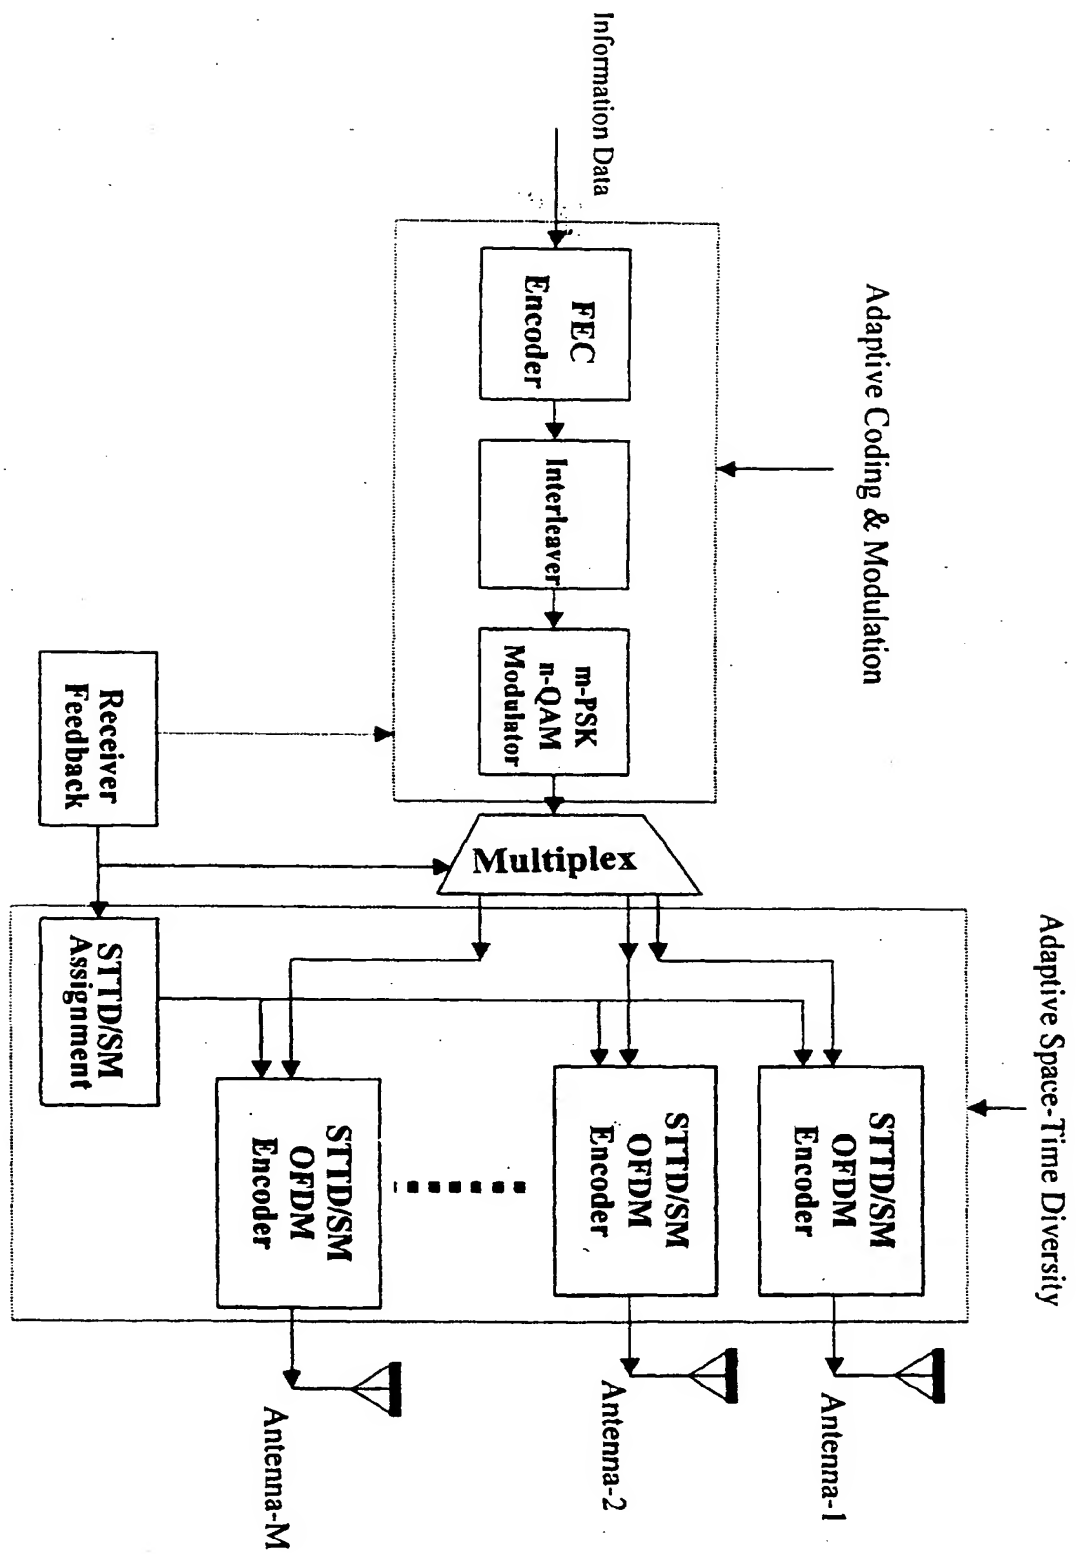 Adaptive Coding & Modulation
Adaptive Space-Time Diversity
Information Data
FEC
Encoder
Interleaver
m-PSK
n-QAM
Modulator
Multiplex
STTD/SM
OFDM
Encoder
Antenna-1
STTD/SM
OFDM
Encoder
Antenna-2
STTD/SM
OFDM
Encoder
Antenna-M
Receiver
Feedback
STTD/SM
Assignment